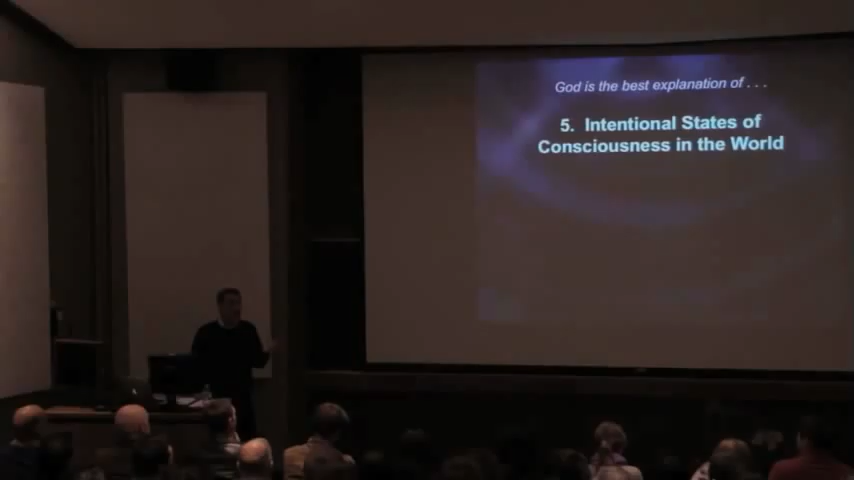 God is the best explanation of . . .
5. Intentional States of
Consciousness in the World